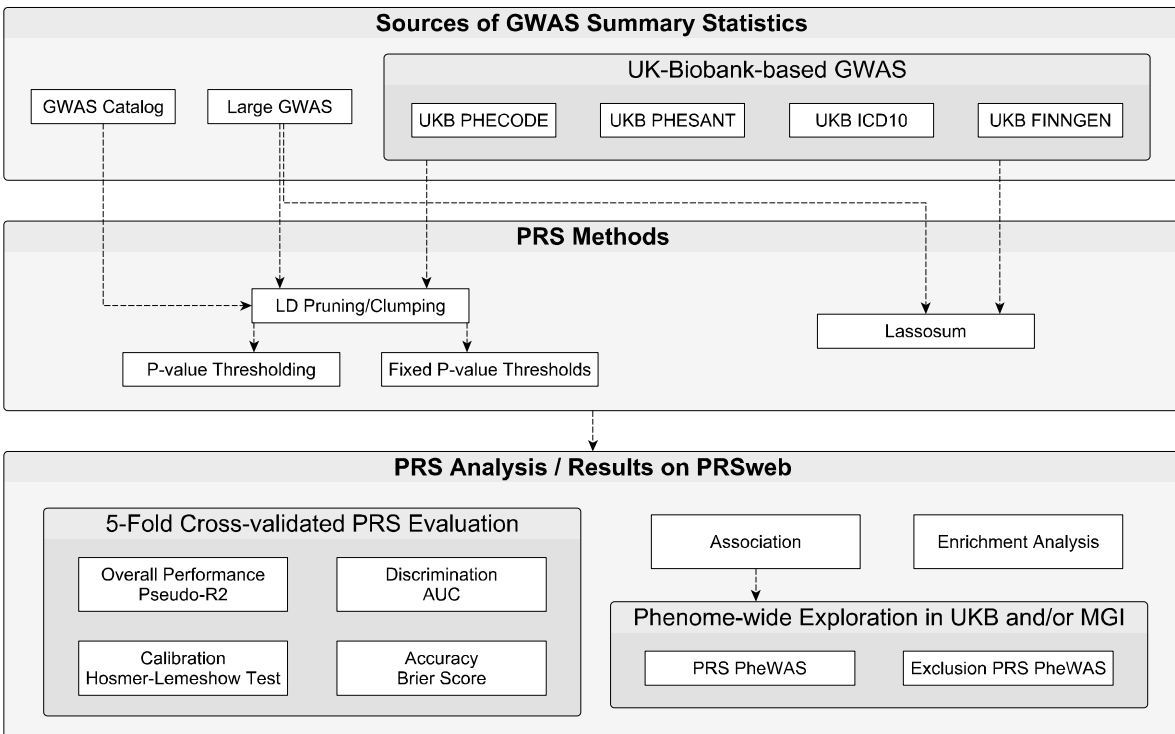 Sources of GWAS Summary Statistics
UK-Biobank-based GWAS
GWAS Catalog
Large GWAS
UKB PHECODE
UKB PHESANT
UKB ICD10
UKB FINNGEN
PRS Methods
LD Pruning/Clumping
Lassosum
P-value Thresholding
Fixed P-value Thresholds
PRS Analysis / Results on PRSweb
5-Fold Cross-validated PRS Evaluation
Overall Performance
Pseudo-R2
Discrimination
AUC
Calibration
Hosmer-Lemeshow Test
Accuracy
Brier Score
Association
Enrichment Analysis
Phenome-wide Exploration in UKB and/or MGI
PRS PheWAS
Exclusion PRS PheWAS